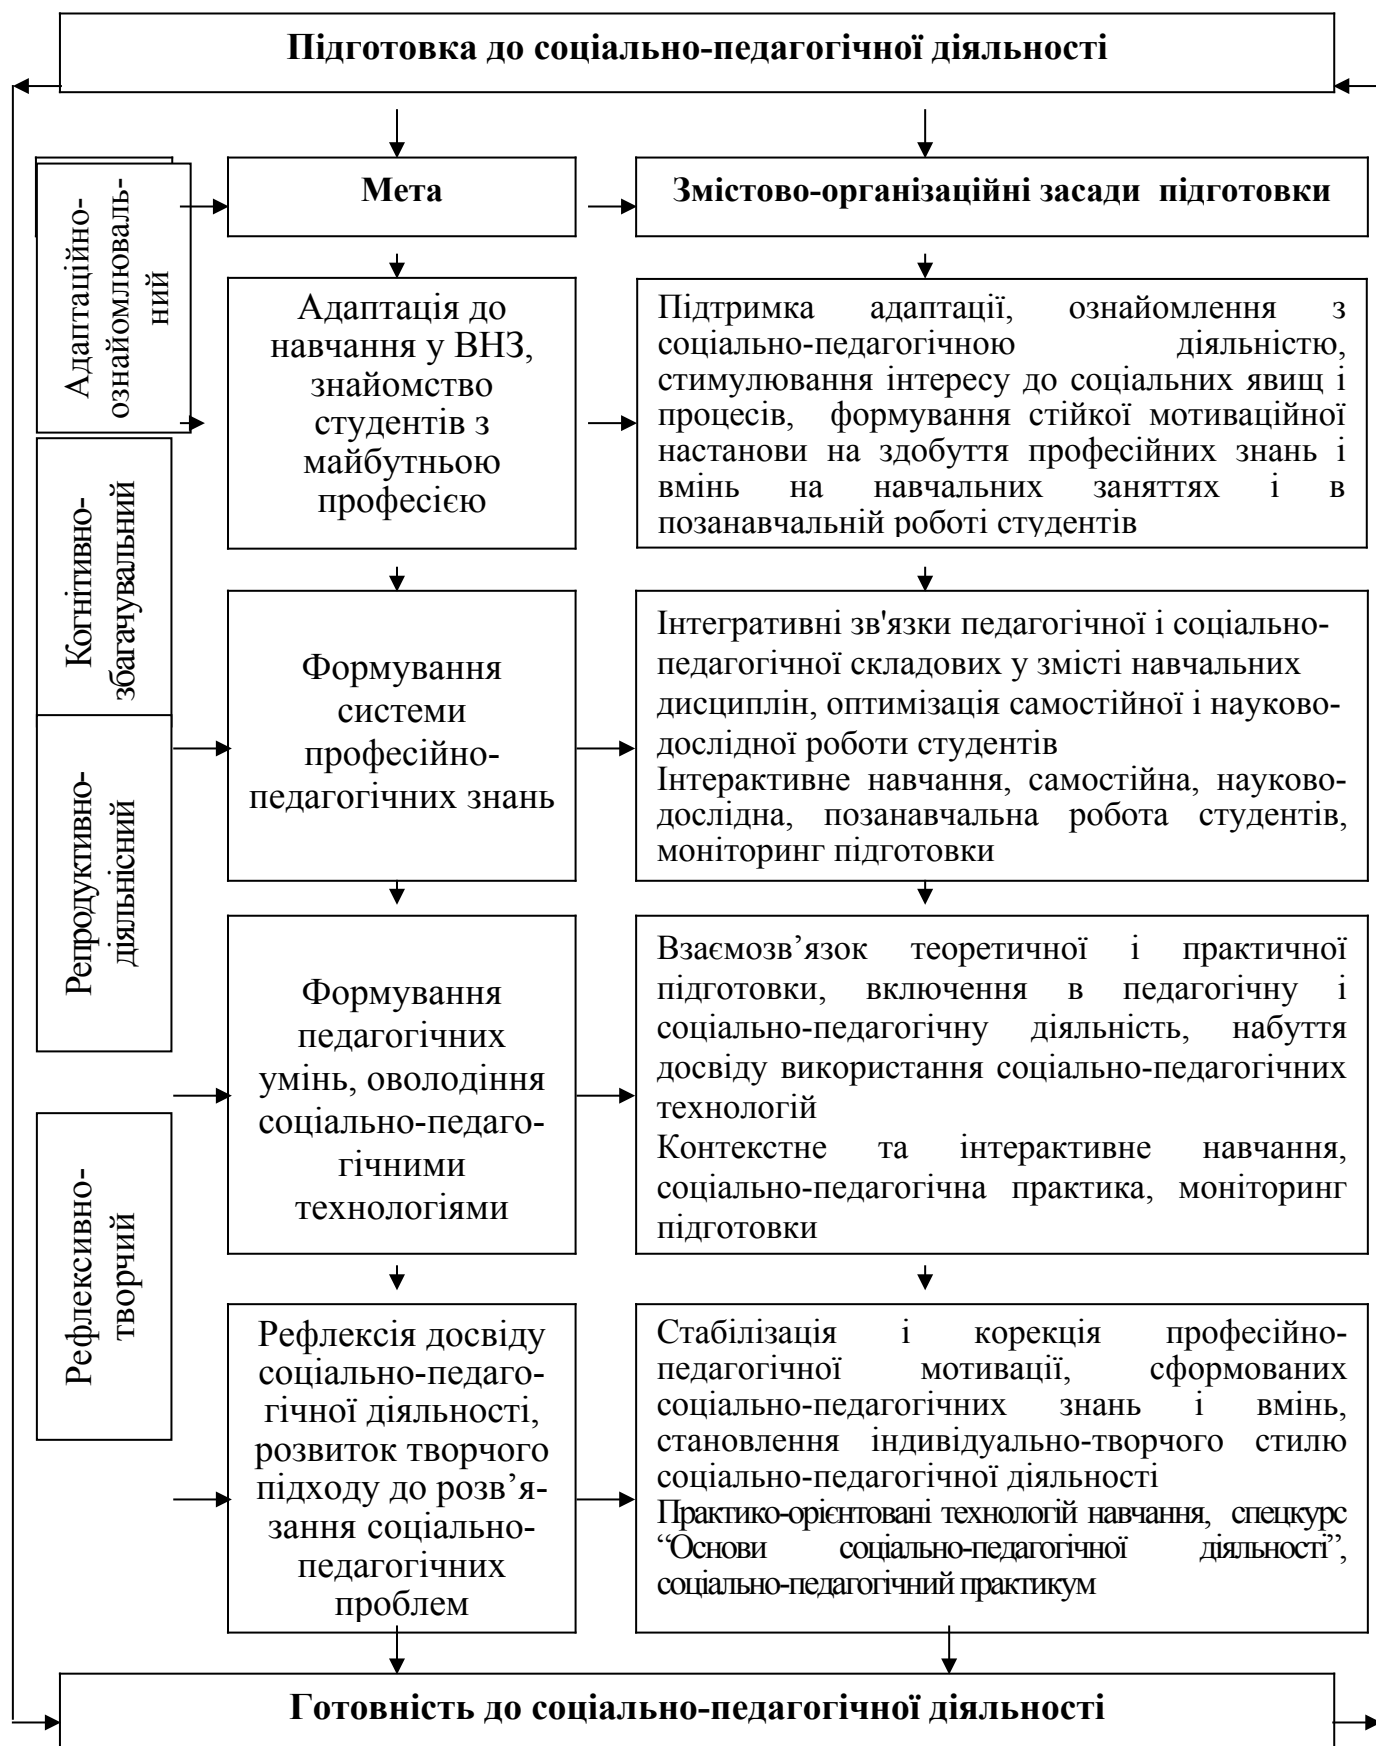 Підготовка до соціально-педагогічної діяльності
Мета
Змістово-організаційні засади підготовки
Адаптаційно-
ознайомлюваль-
ний
Адаптація до
навчання у ВНЗ,
знайомство
студентів з
майбутньою
професією
Підтримка адаптації, ознайомлення з
соціально-педагогічною діяльністю,
стимулювання інтересу до соціальних явищ і
процесів, формування стійкої мотиваційної
настанови на здобуття професійних знань і
вмінь на навчальних заняттях і в
позанавчальній роботі студентів
Когнітивно-
збагачувальний
Формування
системи
професійно-
педагогічних знань
Інтегративні зв'язки педагогічної і соціально-
педагогічної складових у змісті навчальних
дисциплін, оптимізація самостійної і науково-
дослідної роботи студентів
Інтерактивне навчання, самостійна, науково-
дослідна, позанавчальна робота студентів,
моніторинг підготовки
Репродуктивно-
діяльнісний
Формування
педагогічних
умінь, оволодіння
соціально-педаго-
гічними
технологіями
Взаємозв’язок теоретичної і практичної
підготовки, включення в педагогічну і
соціально-педагогічну діяльність, набуття
досвіду використання соціально-педагогічних
технологій
Контекстне та інтерактивне навчання,
соціально-педагогічна практика, моніторинг
підготовки
Рефлексивно-
творчий
Рефлексія досвіду
соціально-педаго-
гічної діяльності,
розвиток творчого
підходу до розв’я-
зання соціально-
педагогічних
проблем
Стабілізація і корекція професійно-
педагогічної мотивації, сформованих
соціально-педагогічних знань і вмінь,
становлення індивідуально-творчого стилю
соціально-педагогічної діяльності
Практико-орієнтовані технологій навчання, спецкурс
“Основи соціально-педагогічної діяльності”,
соціально-педагогічний практикум
Готовність до соціально-педагогічної діяльності